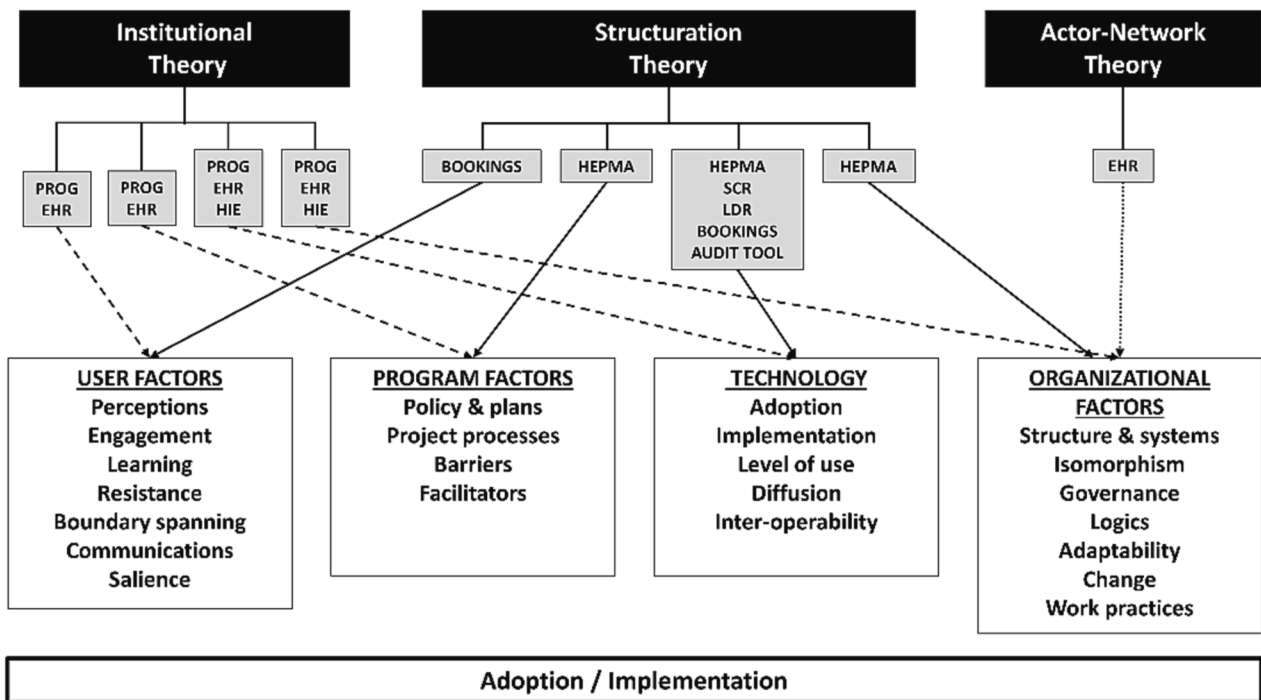 Institutional
Theory
Structuration
Theory
Actor-Network
Theory
PROG
EHR
PROG
EHR
PROG
EHR
HIE
PROG
EHR
HIE
BOOKINGS
HEPMA
HEPMA
SCR
LDR
BOOKINGS
AUDIT TOOL
HEPMA
EHR
USER FACTORS
Perceptions
Engagement
Learning
Resistance
Boundary spanning
Communications
Salience
PROGRAM FACTORS
Policy & plans
Project processes
Barriers
Facilitators
TECHNOLOGY
Adoption
Implementation
Level of use
Diffusion
Inter-operability
ORGANIZATIONAL
FACTORS
Structure & systems
Isomorphism
Governance
Logics
Adaptability
Change
Work practices
Adoption / Implementation